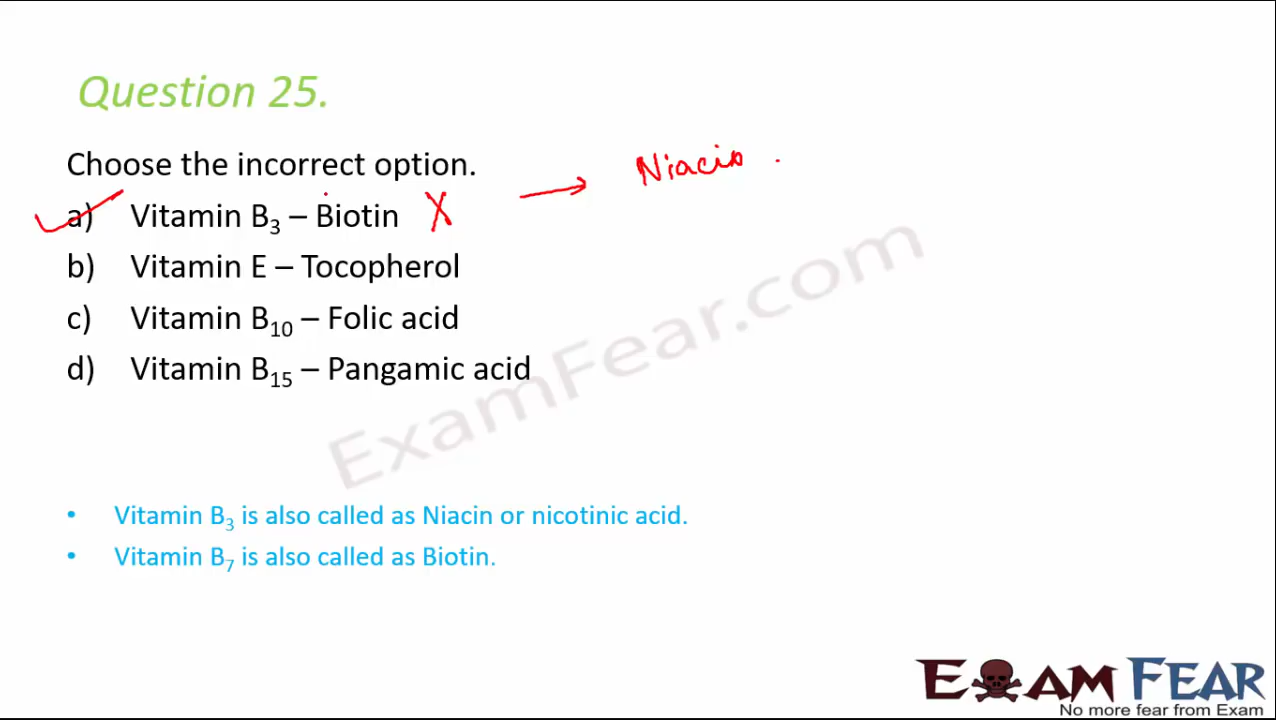 Question 25.
Choose the incorrect option.
Niacin
a) Vitamin B₃ – Biotin X
b) Vitamin E – Tocopherol
c) Vitamin B₁₀ – Folic acid
d) Vitamin B₁₅ – Pangamic acid
ExamFear.com
• Vitamin B₃ is also called as Niacin or nicotinic acid.
• Vitamin B₇ is also called as Biotin.
EXAM FEAR
No more fear from Exam